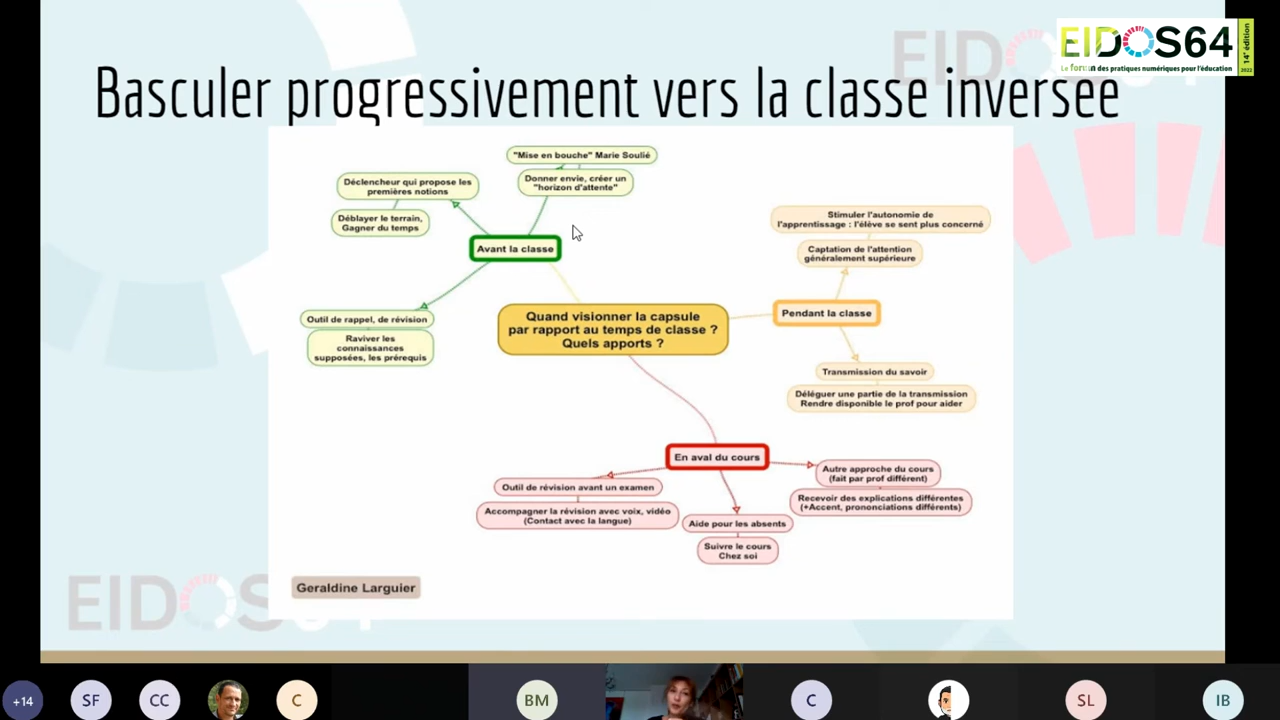 EIDOS64
Le forum des pratiques numériques pour l'éducation
14e édition
2022
Basculer progressivement vers la classe inversée
"Mise en bouche" Marie Soulié
Donner envie, créer un
"horizon d'attente"
Déclencheur qui propose les
premières notions
Déblayer le terrain,
Gagner du temps
Avant la classe
Outil de rappel, de révision
Raviver les
connaissances
supposées, les prérequis
Quand visionner la capsule
par rapport au temps de classe ?
Quels apports ?
Stimuler l'autonomie de
l'apprentissage : l'élève se sent plus concerné
Captation de l'attention
généralement supérieure
Pendant la classe
Transmission du savoir
Déléguer une partie de la transmission
Rendre disponible le prof pour aider
En aval du cours
Outil de révision avant un examen
Accompagner la révision avec voix, vidéo
(Contact avec la langue)
Aide pour les absents
Suivre le cours
Chez soi
Autre approche du cours
(fait par prof différent)
Recevoir des explications différentes
(+Accent, prononciations différents)
Geraldine Larguier
EIDOS
+14
SF
CC
C
BM
C
SL
IB